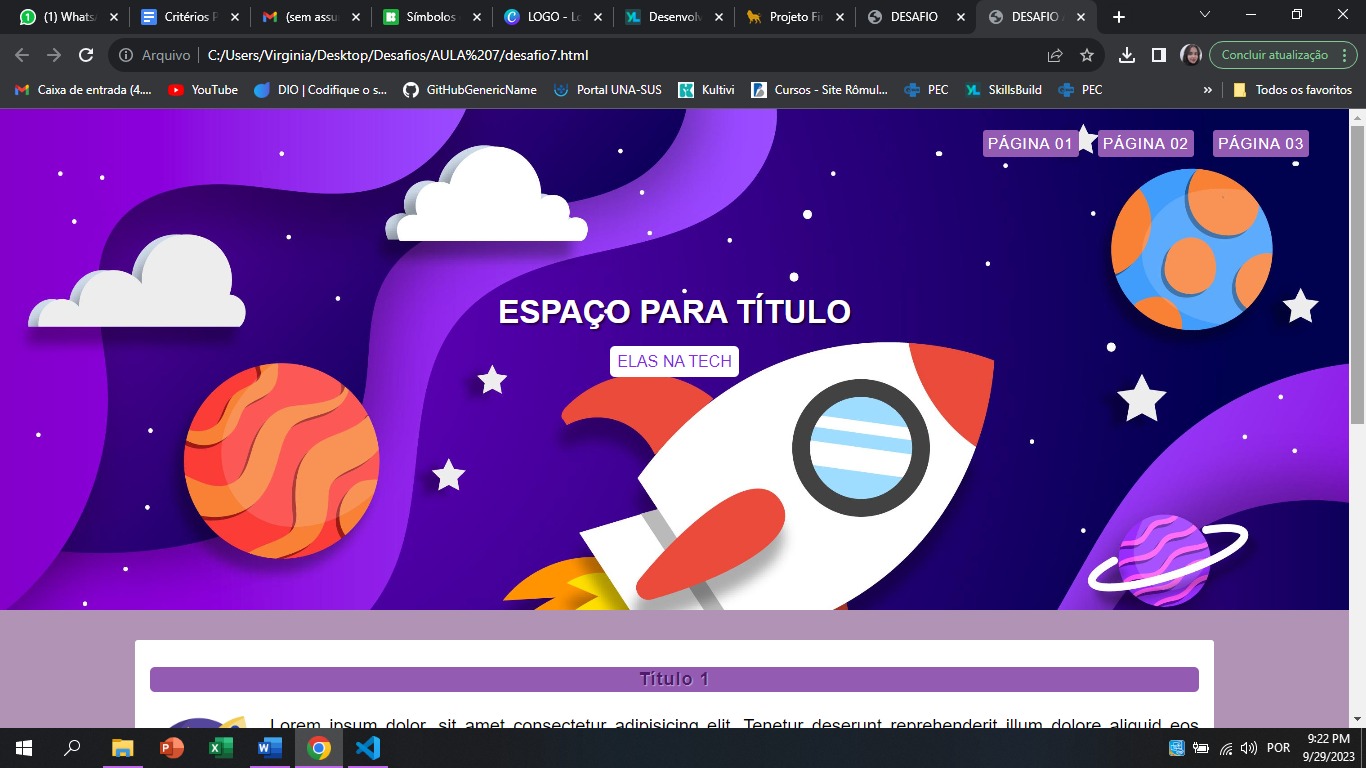 (1) Whats
Critérios P
(sem assu
Símbolos
LOGO - Lo
Desenvolv
Projeto Fi
DESAFIO
DESAFIO
Arquivo
C:/Users/Virginia/Desktop/Desafios/AULA%207/desafio7.html
Concluir atualização
Caixa de entrada (4....
YouTube
DIO | Codifique o s...
GitHubGenericName
Portal UNA-SUS
Kultivi
Cursos - Site Rômul...
PEC
SkillsBuild
PEC
»
Todos os favoritos
PÁGINA 01
PÁGINA 02
PÁGINA 03
ESPAÇO PARA TÍTULO
ELAS NA TECH
Título 1
Lorem ipsum dolor, sit amet consectetur adipisicing elit. Tenetur deserunt reprehenderit illum dolore aliquid eos
POR
9:22 PM
9/29/2023